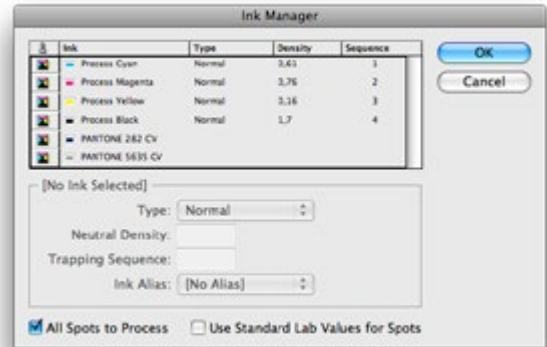 Ink Manager
Ink Type Density Sequence
Process Cyan Normal 3,61 1
Process Magenta Normal 3,76 2
Process Yellow Normal 3,16 3
Process Black Normal 1,7 4
PANTONE 282 CV
PANTONE 5635 CV
OK
Cancel
[No Ink Selected]
Type: Normal
Neutral Density:
Trapping Sequence:
Ink Alias: [No Alias]
All Spots to Process Use Standard Lab Values for Spots